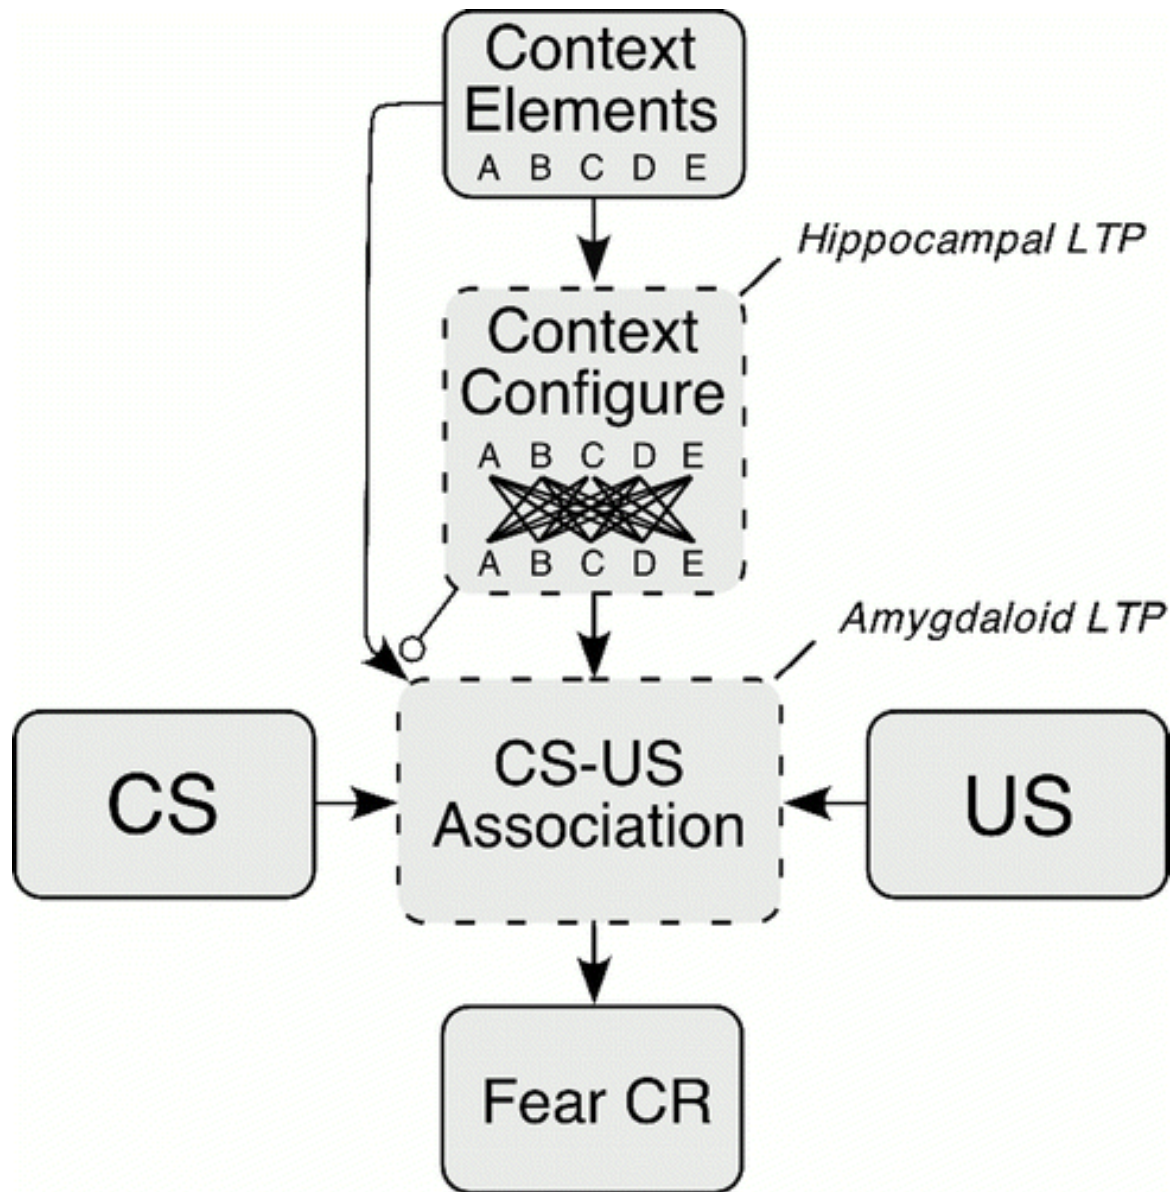 Context
Elements
A B C D E
Hippocampal LTP
Context
Configure
A B C D E
A B C D E
Amygdaloid LTP
CS
CS-US
Association
US
Fear CR